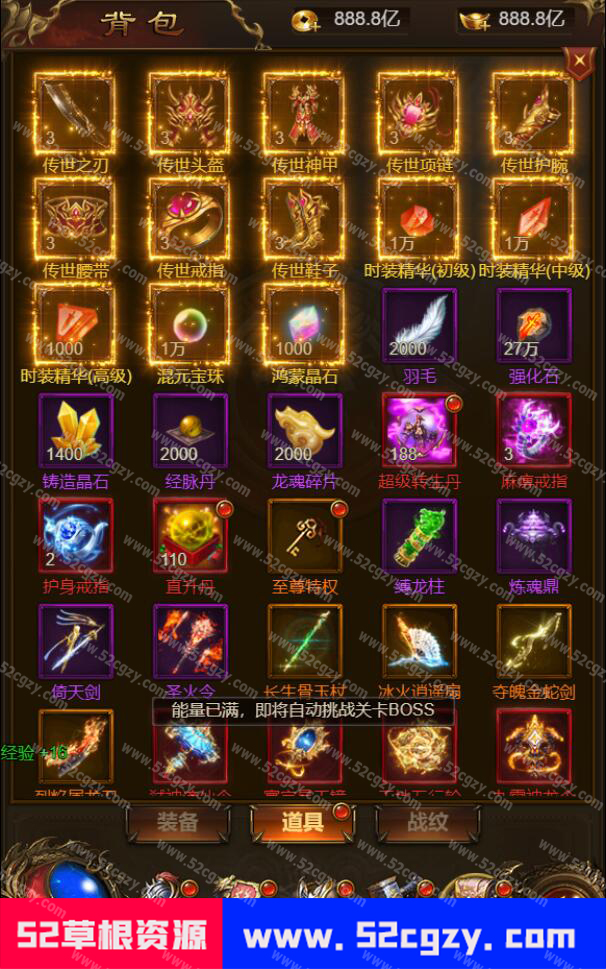 背包
888.8亿 888.8亿
3 3 3 3 3
传世之刃 传世头盔 传世神甲 传世项链 传世护腕
3 3 3 1万 1万
传世腰带 传世戒指 传世鞋子 时装精华(初级) 时装精华(中级)
1000 1万 1000 2000 27万
时装精华(高级) 混元宝珠 鸿蒙晶石 羽毛 强化石
1400 2000 2000 188 3
铸造晶石 经脉丹 龙魂碎片 超级转生丹 麻痹戒指
2 110
护身戒指 直升丹 至尊特权 缚龙柱 炼魂鼎
倚天剑 圣火令 长生骨玉杖 冰火逍遥扇 夺魄金蛇剑
能量已满，即将自动挑战关卡BOSS
经验 +16
装备 道具 战纹
52草根资源 www.52cgzy.com